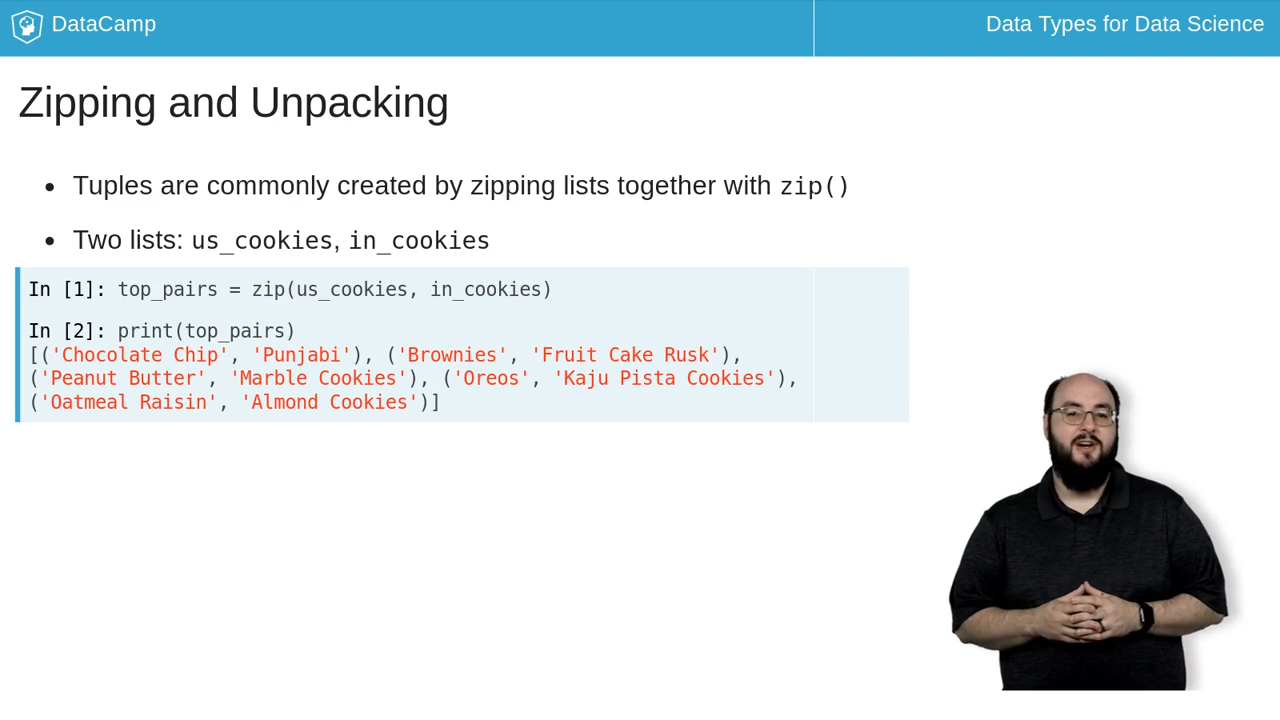 DataCamp
Data Types for Data Science
Zipping and Unpacking
• Tuples are commonly created by zipping lists together with zip()
• Two lists: us_cookies, in_cookies
In [1]: top_pairs = zip(us_cookies, in_cookies)
In [2]: print(top_pairs)
[('Chocolate Chip', 'Punjabi'), ('Brownies', 'Fruit Cake Rusk'),
('Peanut Butter', 'Marble Cookies'), ('Oreos', 'Kaju Pista Cookies'),
('Oatmeal Raisin', 'Almond Cookies')]